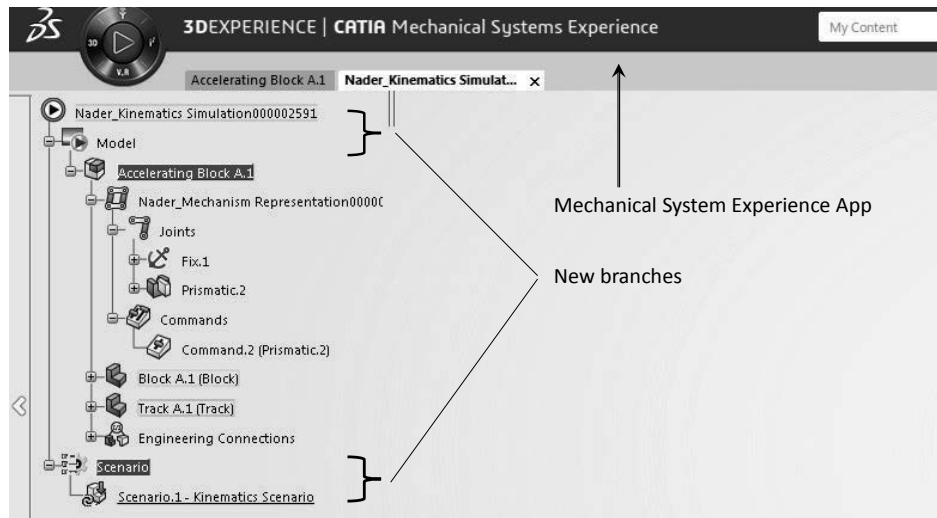 3DEXPERIENCE | CATIA Mechanical Systems Experience
My Content
3D
V.R
Accelerating Block A.1
Nader_Kinematics Simulat... x
Nader_Kinematics Simulation000002591
Model
Accelerating Block A.1
Nader_Mechanism Representation0000(
Mechanical System Experience App
Joints
Fix.1
New branches
Prismatic.2
Commands
Command.2 (Prismatic.2)
Block A.1 (Block)
Track A.1 (Track)
Engineering Connections
Scenario
Scenario.1 - Kinematics Scenario